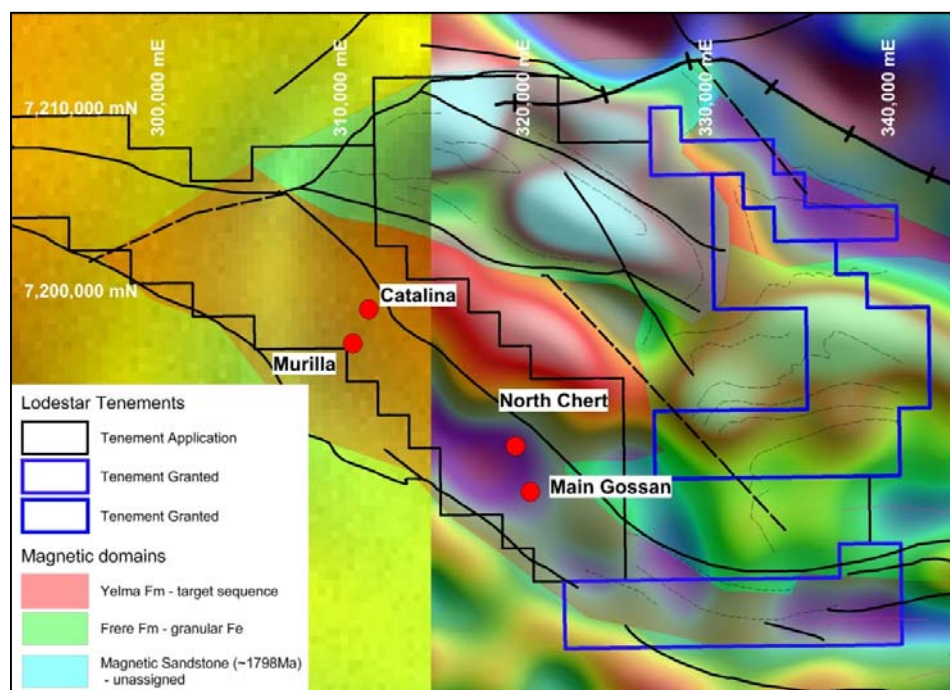 300,000 mE
310,000 mE
320,000 mE
330,000 mE
340,000 mE
7,210,000 mN
7,200,000 mN
Catalina
Murilla
North Chert
Main Gossan
Lodestar Tenements
Tenement Application
Tenement Granted
Tenement Granted
Magnetic domains
Yelma Fm - target sequence
Frere Fm - granular Fe
Magnetic Sandstone (~1798Ma)
- unassigned